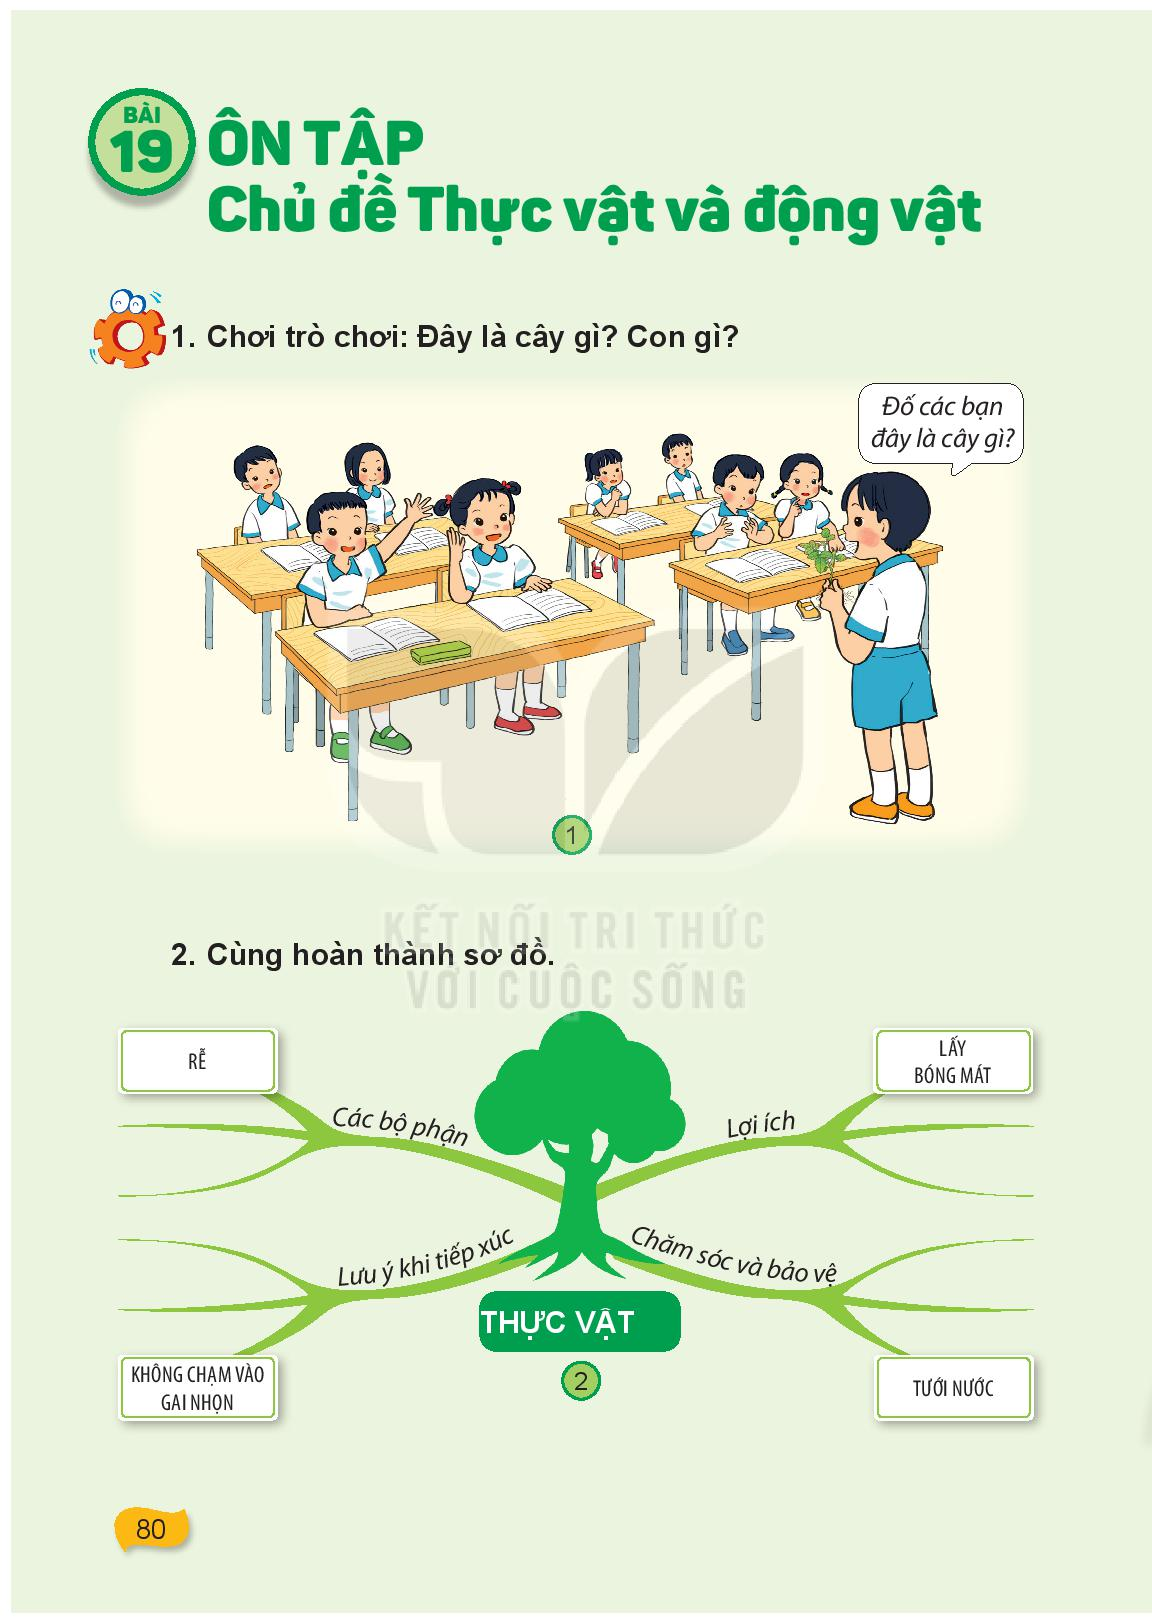 BÀI
19
ÔN TẬP
Chủ đề Thực vật và động vật
1. Chơi trò chơi: Đây là cây gì? Con gì?
Đố các bạn
đây là cây gì?
1
KẾT NỐI TRI THỨC
VỚI CUỘC SỐNG
2. Cùng hoàn thành sơ đồ.
RỄ
LẤY
BÓNG MÁT
Các bộ phận
Lợi ích
Lưu ý khi tiếp xúc
Chăm sóc và bảo vệ
THỰC VẬT
KHÔNG CHẠM VÀO
GAI NHỌN
2
TƯỚI NƯỚC
80